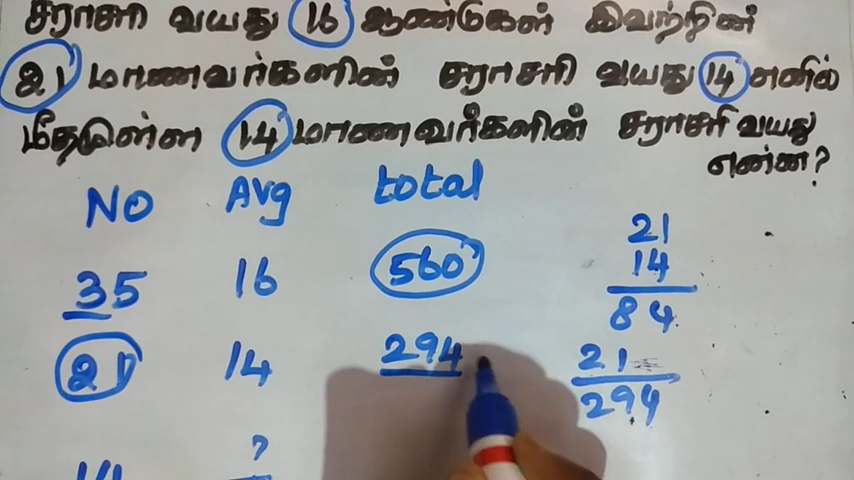 சராசரி வயது 16 ஆண்டுகள் இவற்றின்
21 மாணவர்களின் சராசரி வயது 14 எனில்
மீதமுள்ள 14 மாணவர்களின் சராசரி வயது
என்ன?
NO Avg total
35 16 560
21 14 294
14 ?
21
14
84
21
294